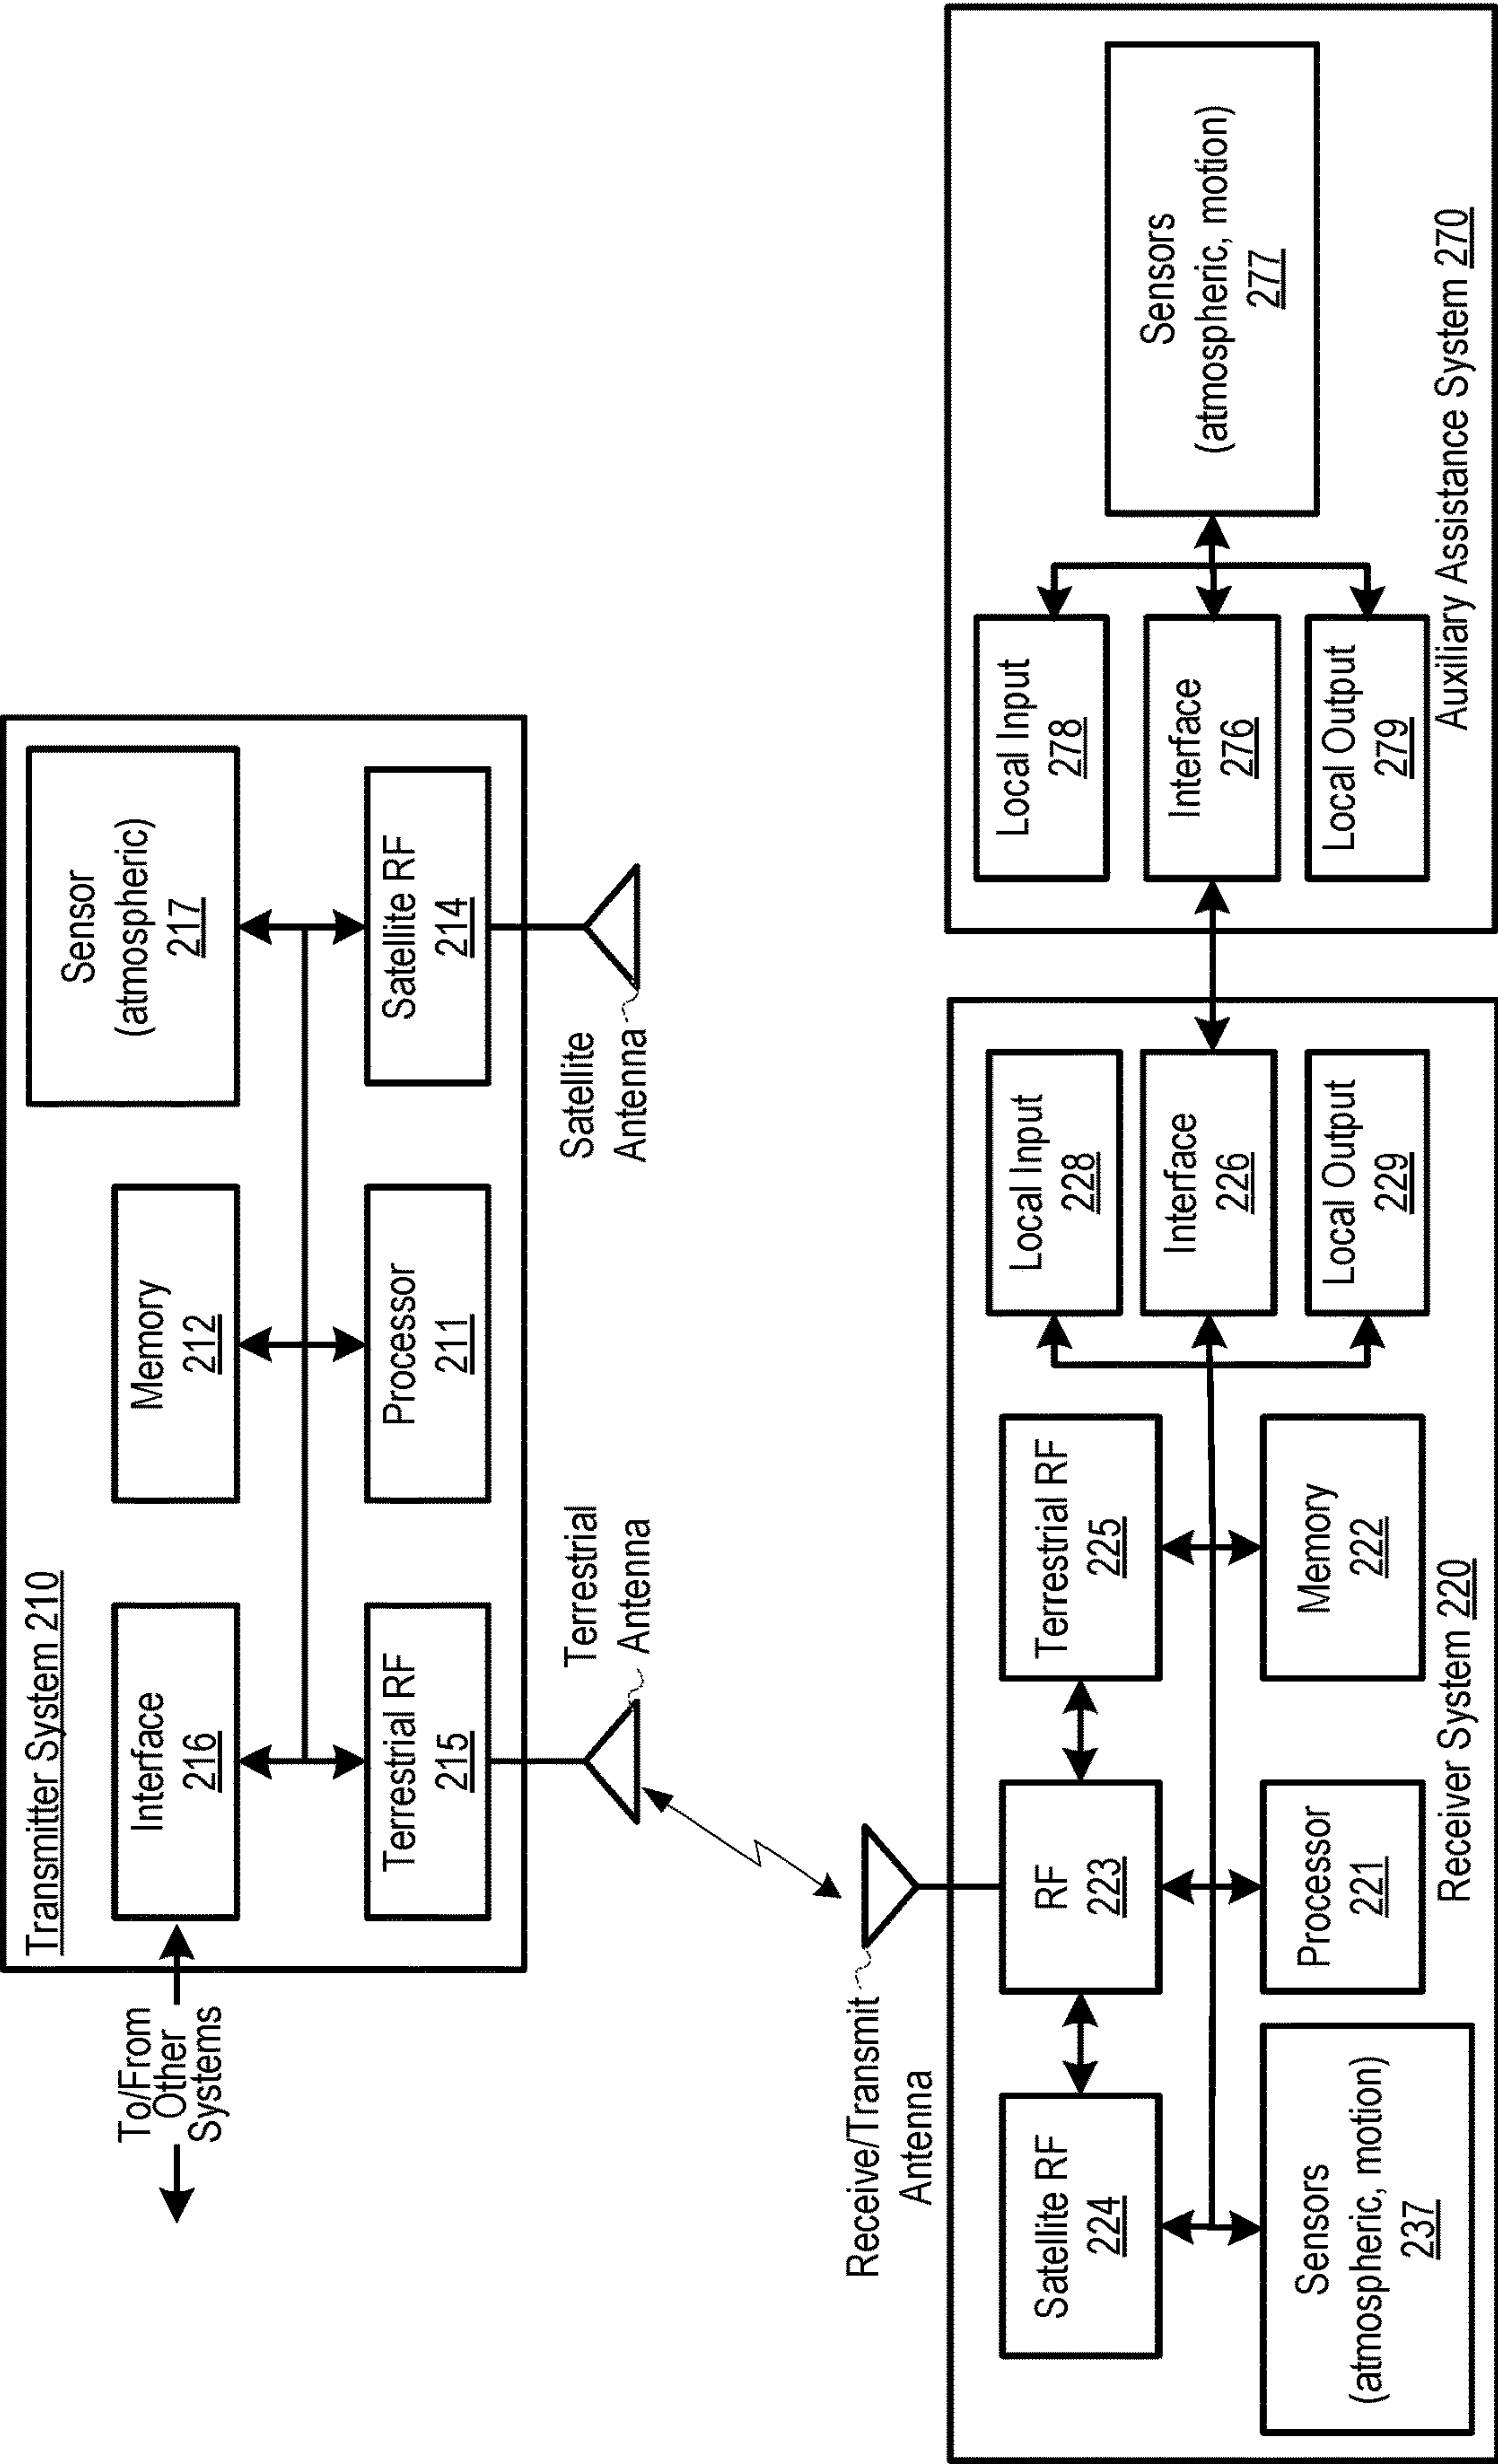 Transmitter System 210
To/From
Other
Systems
Interface
216
Memory
212
Sensor
(atmospheric)
217
Terrestrial RF
215
Processor
211
Satellite RF
214
Terrestrial
Antenna
Satellite
Antenna
Receive/Transmit
Antenna
Satellite RF
224
RF
223
Terrestrial RF
225
Local Input
228
Interface
226
Local Output
229
Sensors
(atmospheric, motion)
237
Processor
221
Memory
222
Receiver System 220
Local Input
278
Interface
276
Local Output
279
Sensors
(atmospheric, motion)
277
Auxiliary Assistance System 270